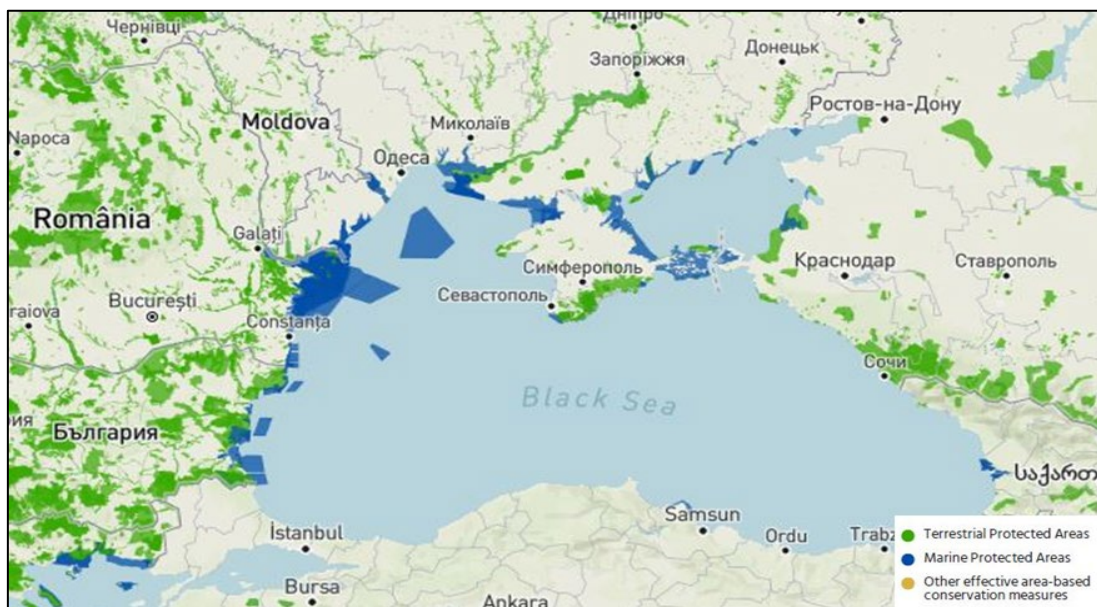 Чернівці
Дніпро
Донецьк
Запоріжжя
Ростов-на-Дону
Moldova
Миколаїв
Napoca
Одеса
România
Galați
Симферополь
Краснодар
Ставрополь
București
Севастополь
raiova
Constanța
Сочи
Black Sea
ия
България
საქართ
İstanbul
Samsun
Ordu
Trabz
Bursa
Ankara
Terrestrial Protected Areas
Marine Protected Areas
Other effective area-based
conservation measures